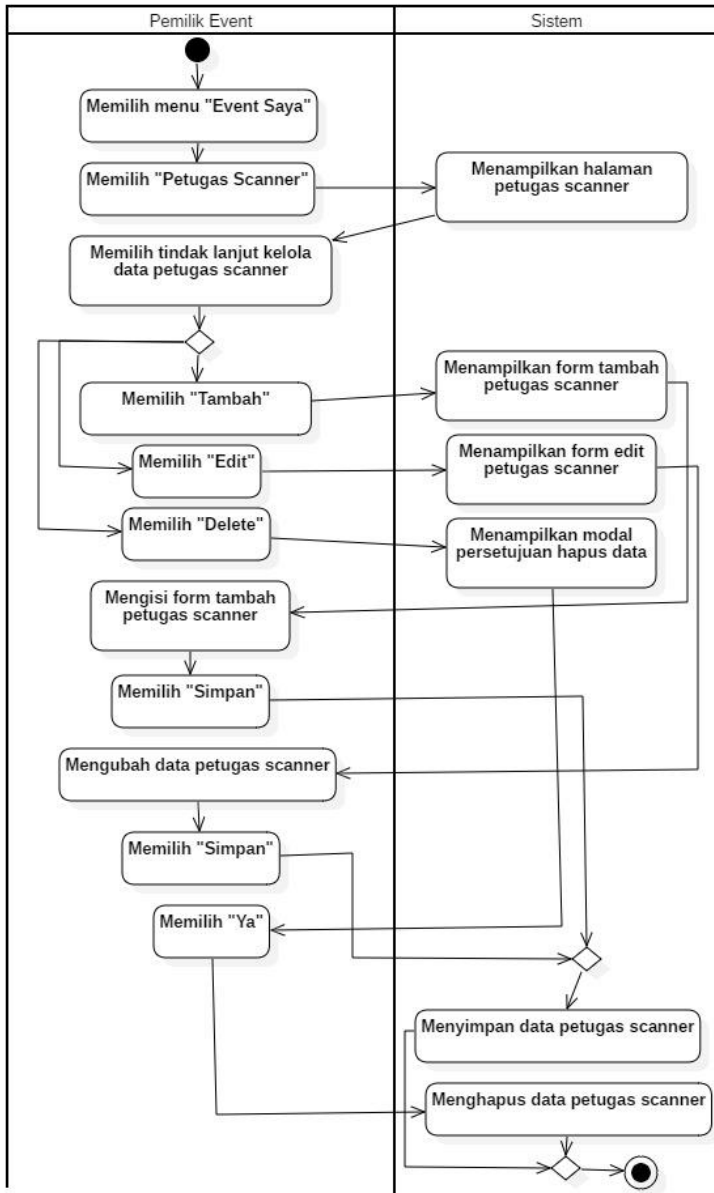 Pemilik Event
Sistem
Memilih menu "Event Saya"
Memilih "Petugas Scanner"
Menampilkan halaman
petugas scanner
Memilih tindak lanjut kelola
data petugas scanner
Memilih "Tambah"
Menampilkan form tambah
petugas scanner
Memilih "Edit"
Menampilkan form edit
petugas scanner
Memilih "Delete"
Menampilkan modal
persetujuan hapus data
Mengisi form tambah
petugas scanner
Memilih "Simpan"
Mengubah data petugas scanner
Memilih "Simpan"
Memilih "Ya"
Menyimpan data petugas scanner
Menghapus data petugas scanner